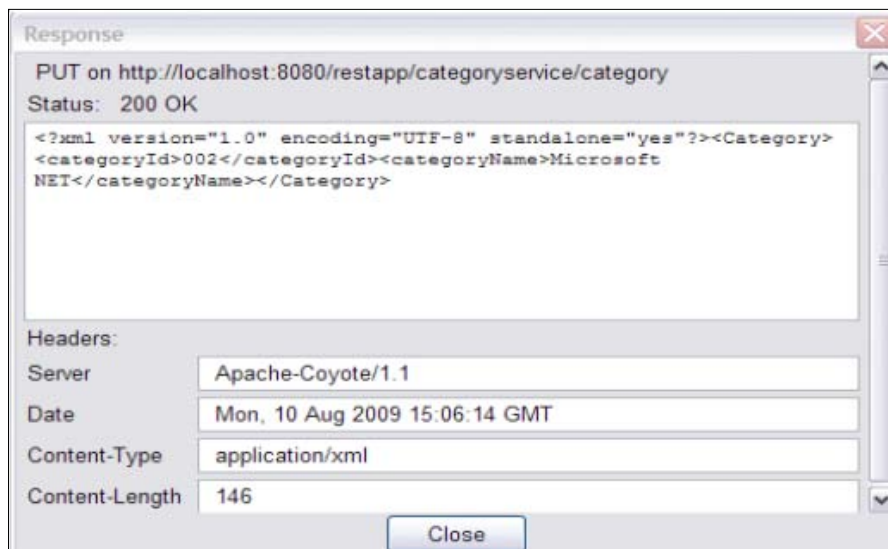 Response
PUT on http://localhost:8080/restapp/categoryservice/category
Status: 200 OK
<?xml version="1.0" encoding="UTF-8" standalone="yes"?><Category>
<categoryId>002</categoryId><categoryName>Microsoft
NET</categoryName></Category>
Headers:
Server Apache-Coyote/1.1
Date Mon, 10 Aug 2009 15:06:14 GMT
Content-Type application/xml
Content-Length 146
Close